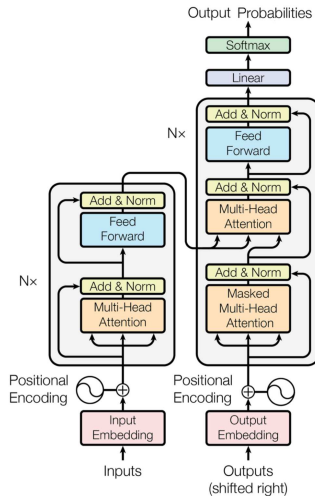 Output Probabilities
Softmax
Linear
Add & Norm
Feed
Forward
Add & Norm
Multi-Head
Attention
Add & Norm
Masked
Multi-Head
Attention
N×
Add & Norm
Feed
Forward
Add & Norm
Multi-Head
Attention
N×
Positional
Encoding
Positional
Encoding
Input
Embedding
Output
Embedding
Inputs
Outputs
(shifted right)